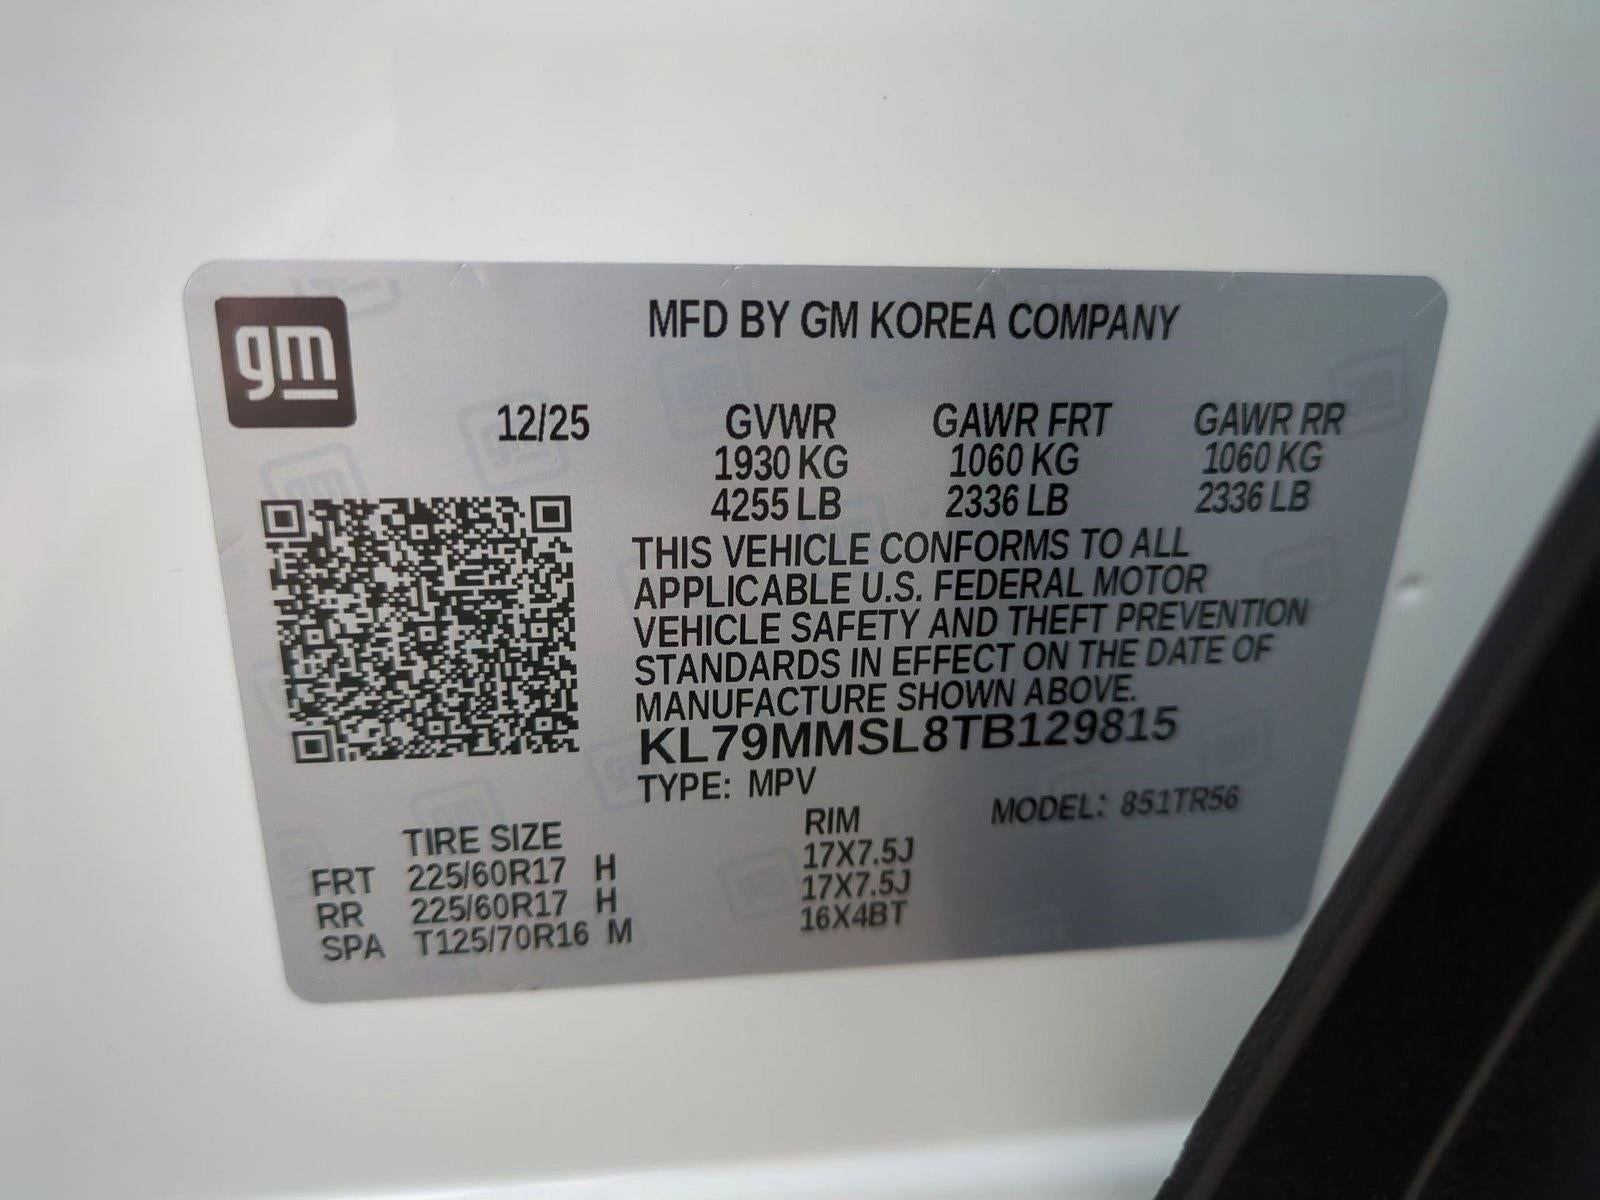 gm
MFD BY GM KOREA COMPANY
12/25 GVWR GAWR FRT GAWR RR
1930 KG 1060 KG 1060 KG
4255 LB 2336 LB 2336 LB
THIS VEHICLE CONFORMS TO ALL
APPLICABLE U.S. FEDERAL MOTOR
VEHICLE SAFETY AND THEFT PREVENTION
STANDARDS IN EFFECT ON THE DATE OF
MANUFACTURE SHOWN ABOVE.
KL79MMSL8TB129815
TYPE: MPV MODEL: 851TR56
TIRE SIZE RIM
FRT 225/60R17 H 17X7.5J
RR 225/60R17 H 17X7.5J
SPA T125/70R16 M 16X4BT